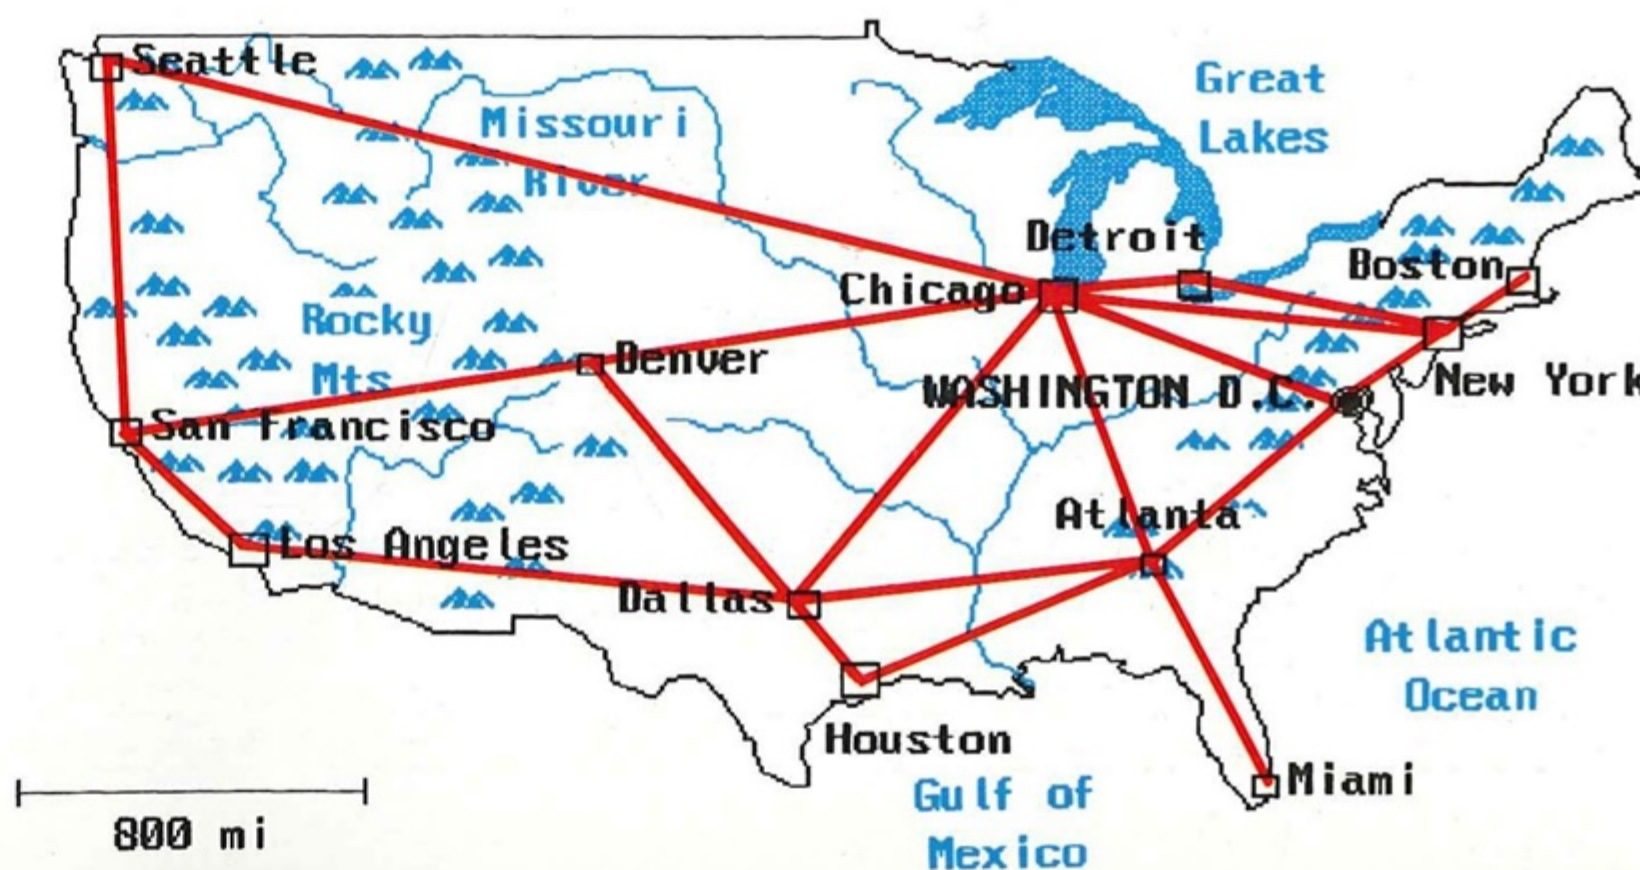 Seattle
Great
Lakes
Missouri
River
Detroit
Boston
Chicago
Rocky
Mts
Denver
New York
WASHINGTON D.C.
San Francisco
Atlanta
Los Angeles
Dallas
Atlantic
Ocean
Houston
Miami
Gulf of
Mexico
800 mi